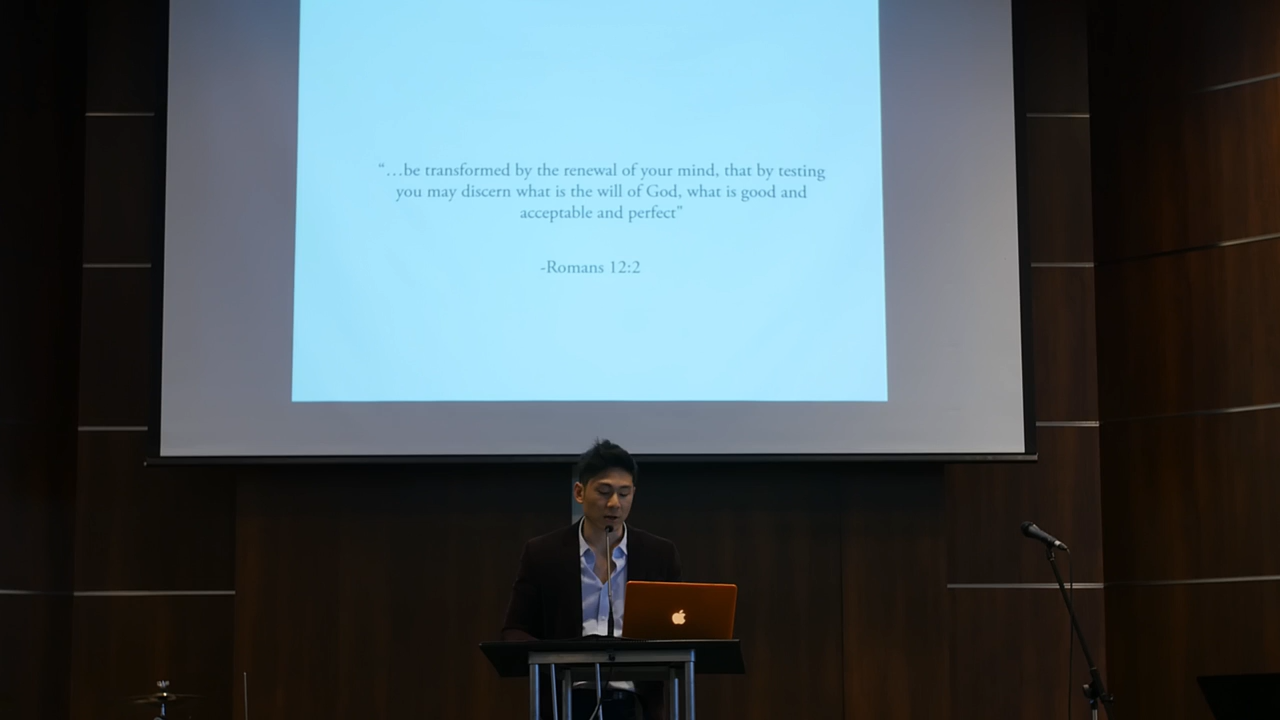 “…be transformed by the renewal of your mind, that by testing
you may discern what is the will of God, what is good and
acceptable and perfect”
-Romans 12:2